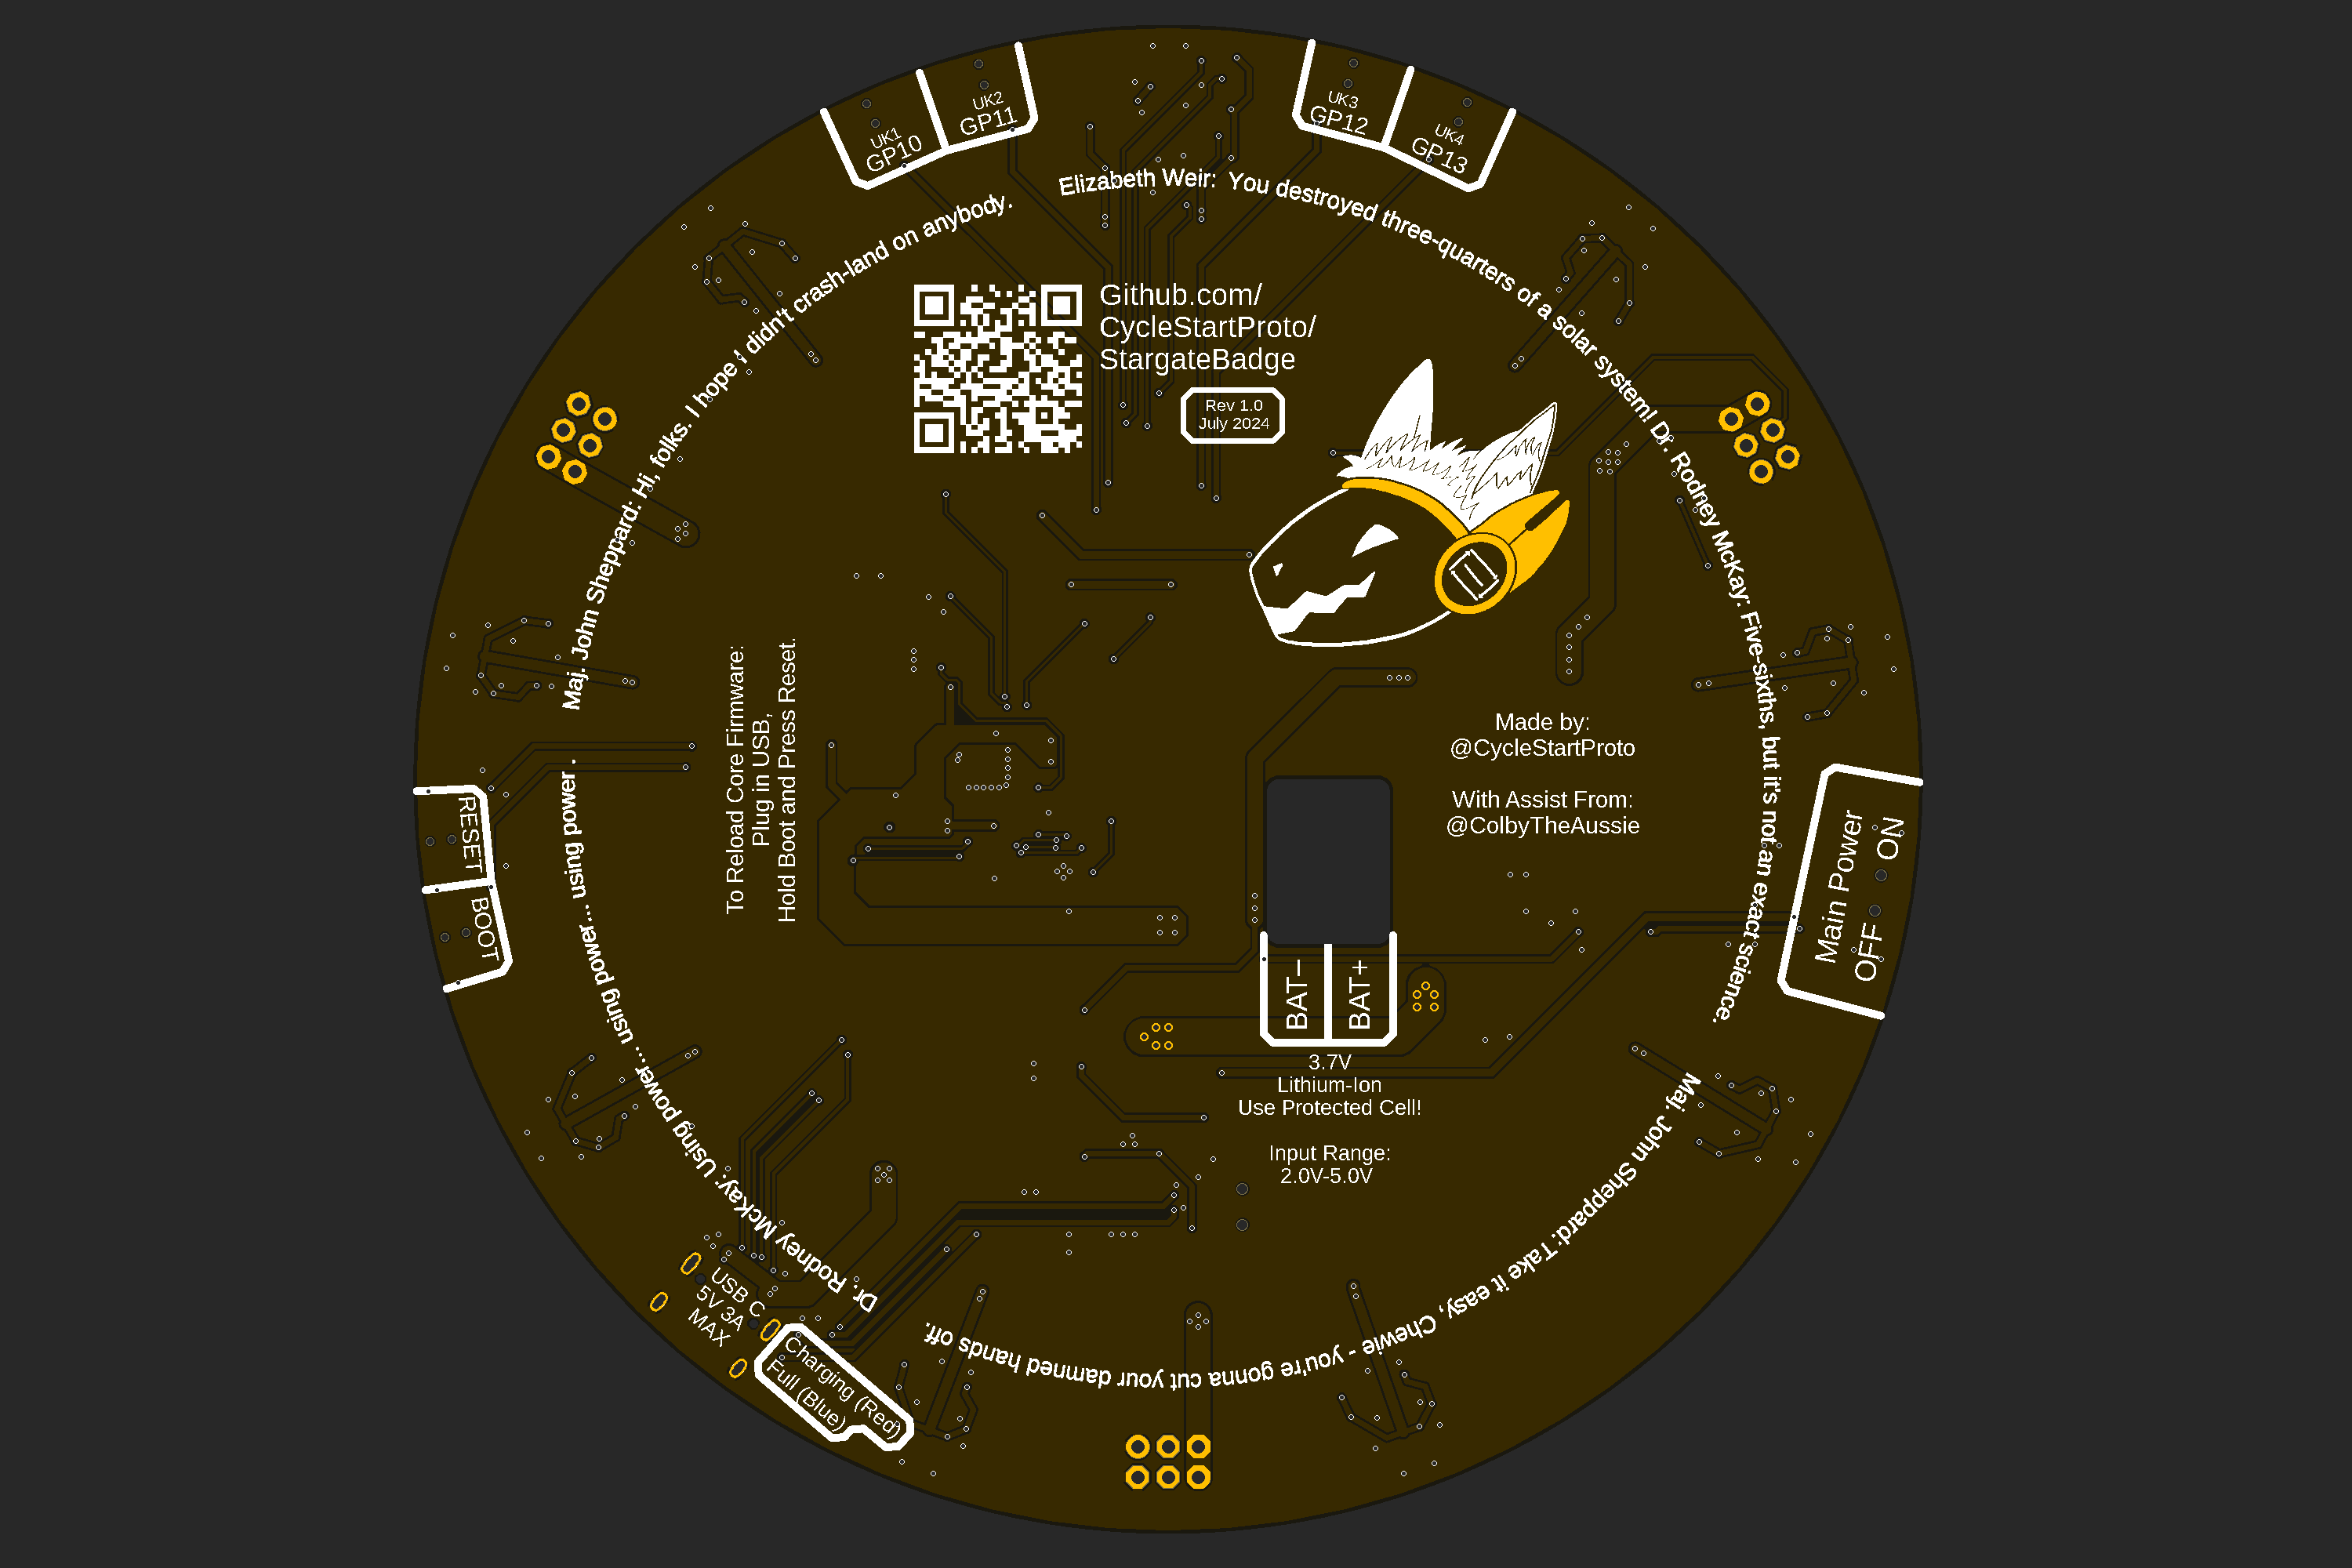 UK1
GP10
UK2
GP11
UK3
GP12
UK4
GP13
Elizabeth Weir: You destroyed three-quarters of a solar system! Dr. Rodney McKay: Five-sixths, but it's not an exact science.
Maj. John Sheppard: Take it easy, Chewie - you're gonna cut your damned hands off.
Dr. Rodney McKay: Using power... using power... using power... using power .
Maj. John Sheppard: Hi, folks. I hope I didn't crash-land on anybody.
Github.com/
CycleStartProto/
StargateBadge
Rev 1.0
July 2024
To Reload Core Firmware:
Plug in USB,
Hold Boot and Press Reset.
Made by:
@CycleStartProto
With Assist From:
@ColbyTheAussie
RESET
BOOT
Main Power
OFF ON
BAT–
BAT+
3.7V
Lithium-Ion
Use Protected Cell!
Input Range:
2.0V-5.0V
USB C
5V 3A
MAX
Charging (Red)
Full (Blue)